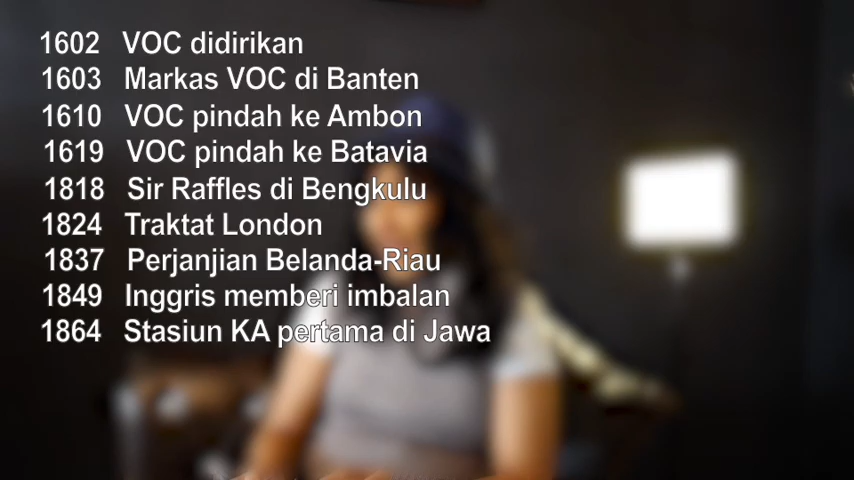 1602 VOC didirikan
1603 Markas VOC di Banten
1610 VOC pindah ke Ambon
1619 VOC pindah ke Batavia
1818 Sir Raffles di Bengkulu
1824 Traktat London
1837 Perjanjian Belanda-Riau
1849 Inggris memberi imbalan
1864 Stasiun KA pertama di Jawa